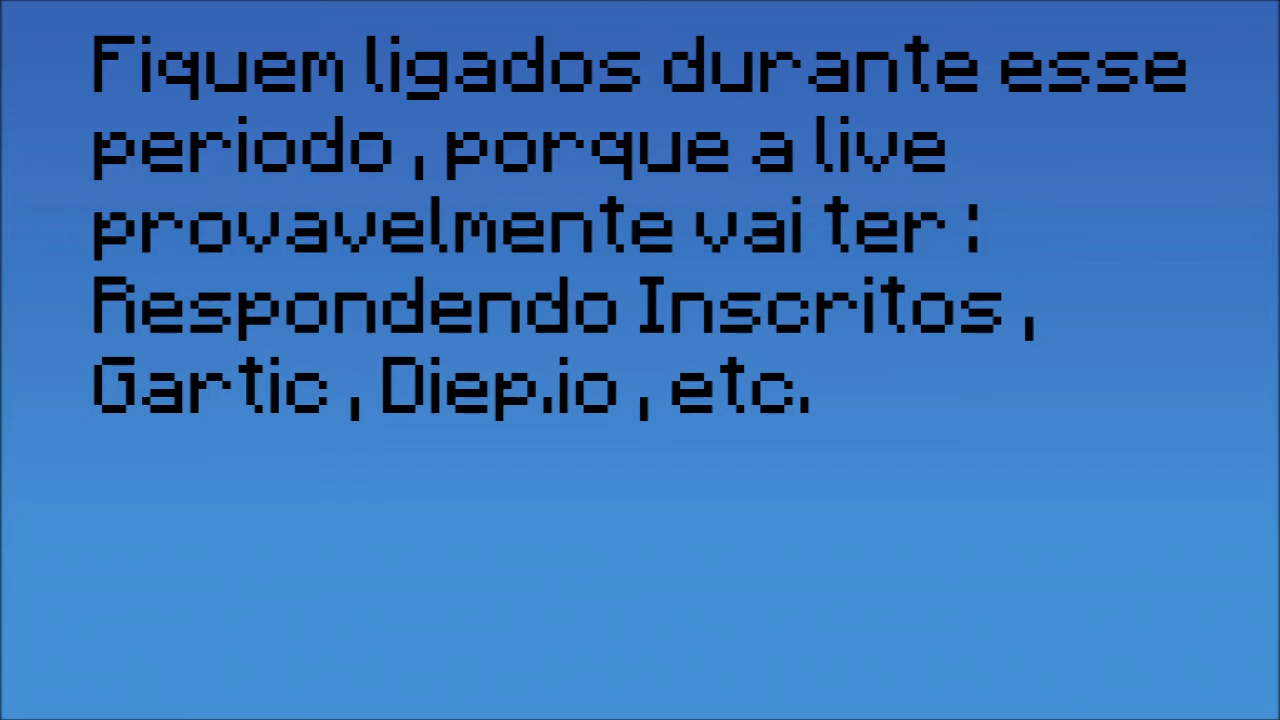 Fiquem ligados durante esse
periodo , porque a live
provavelmente vai ter :
Respondendo Inscritos ,
Gartic , Diep.io , etc.